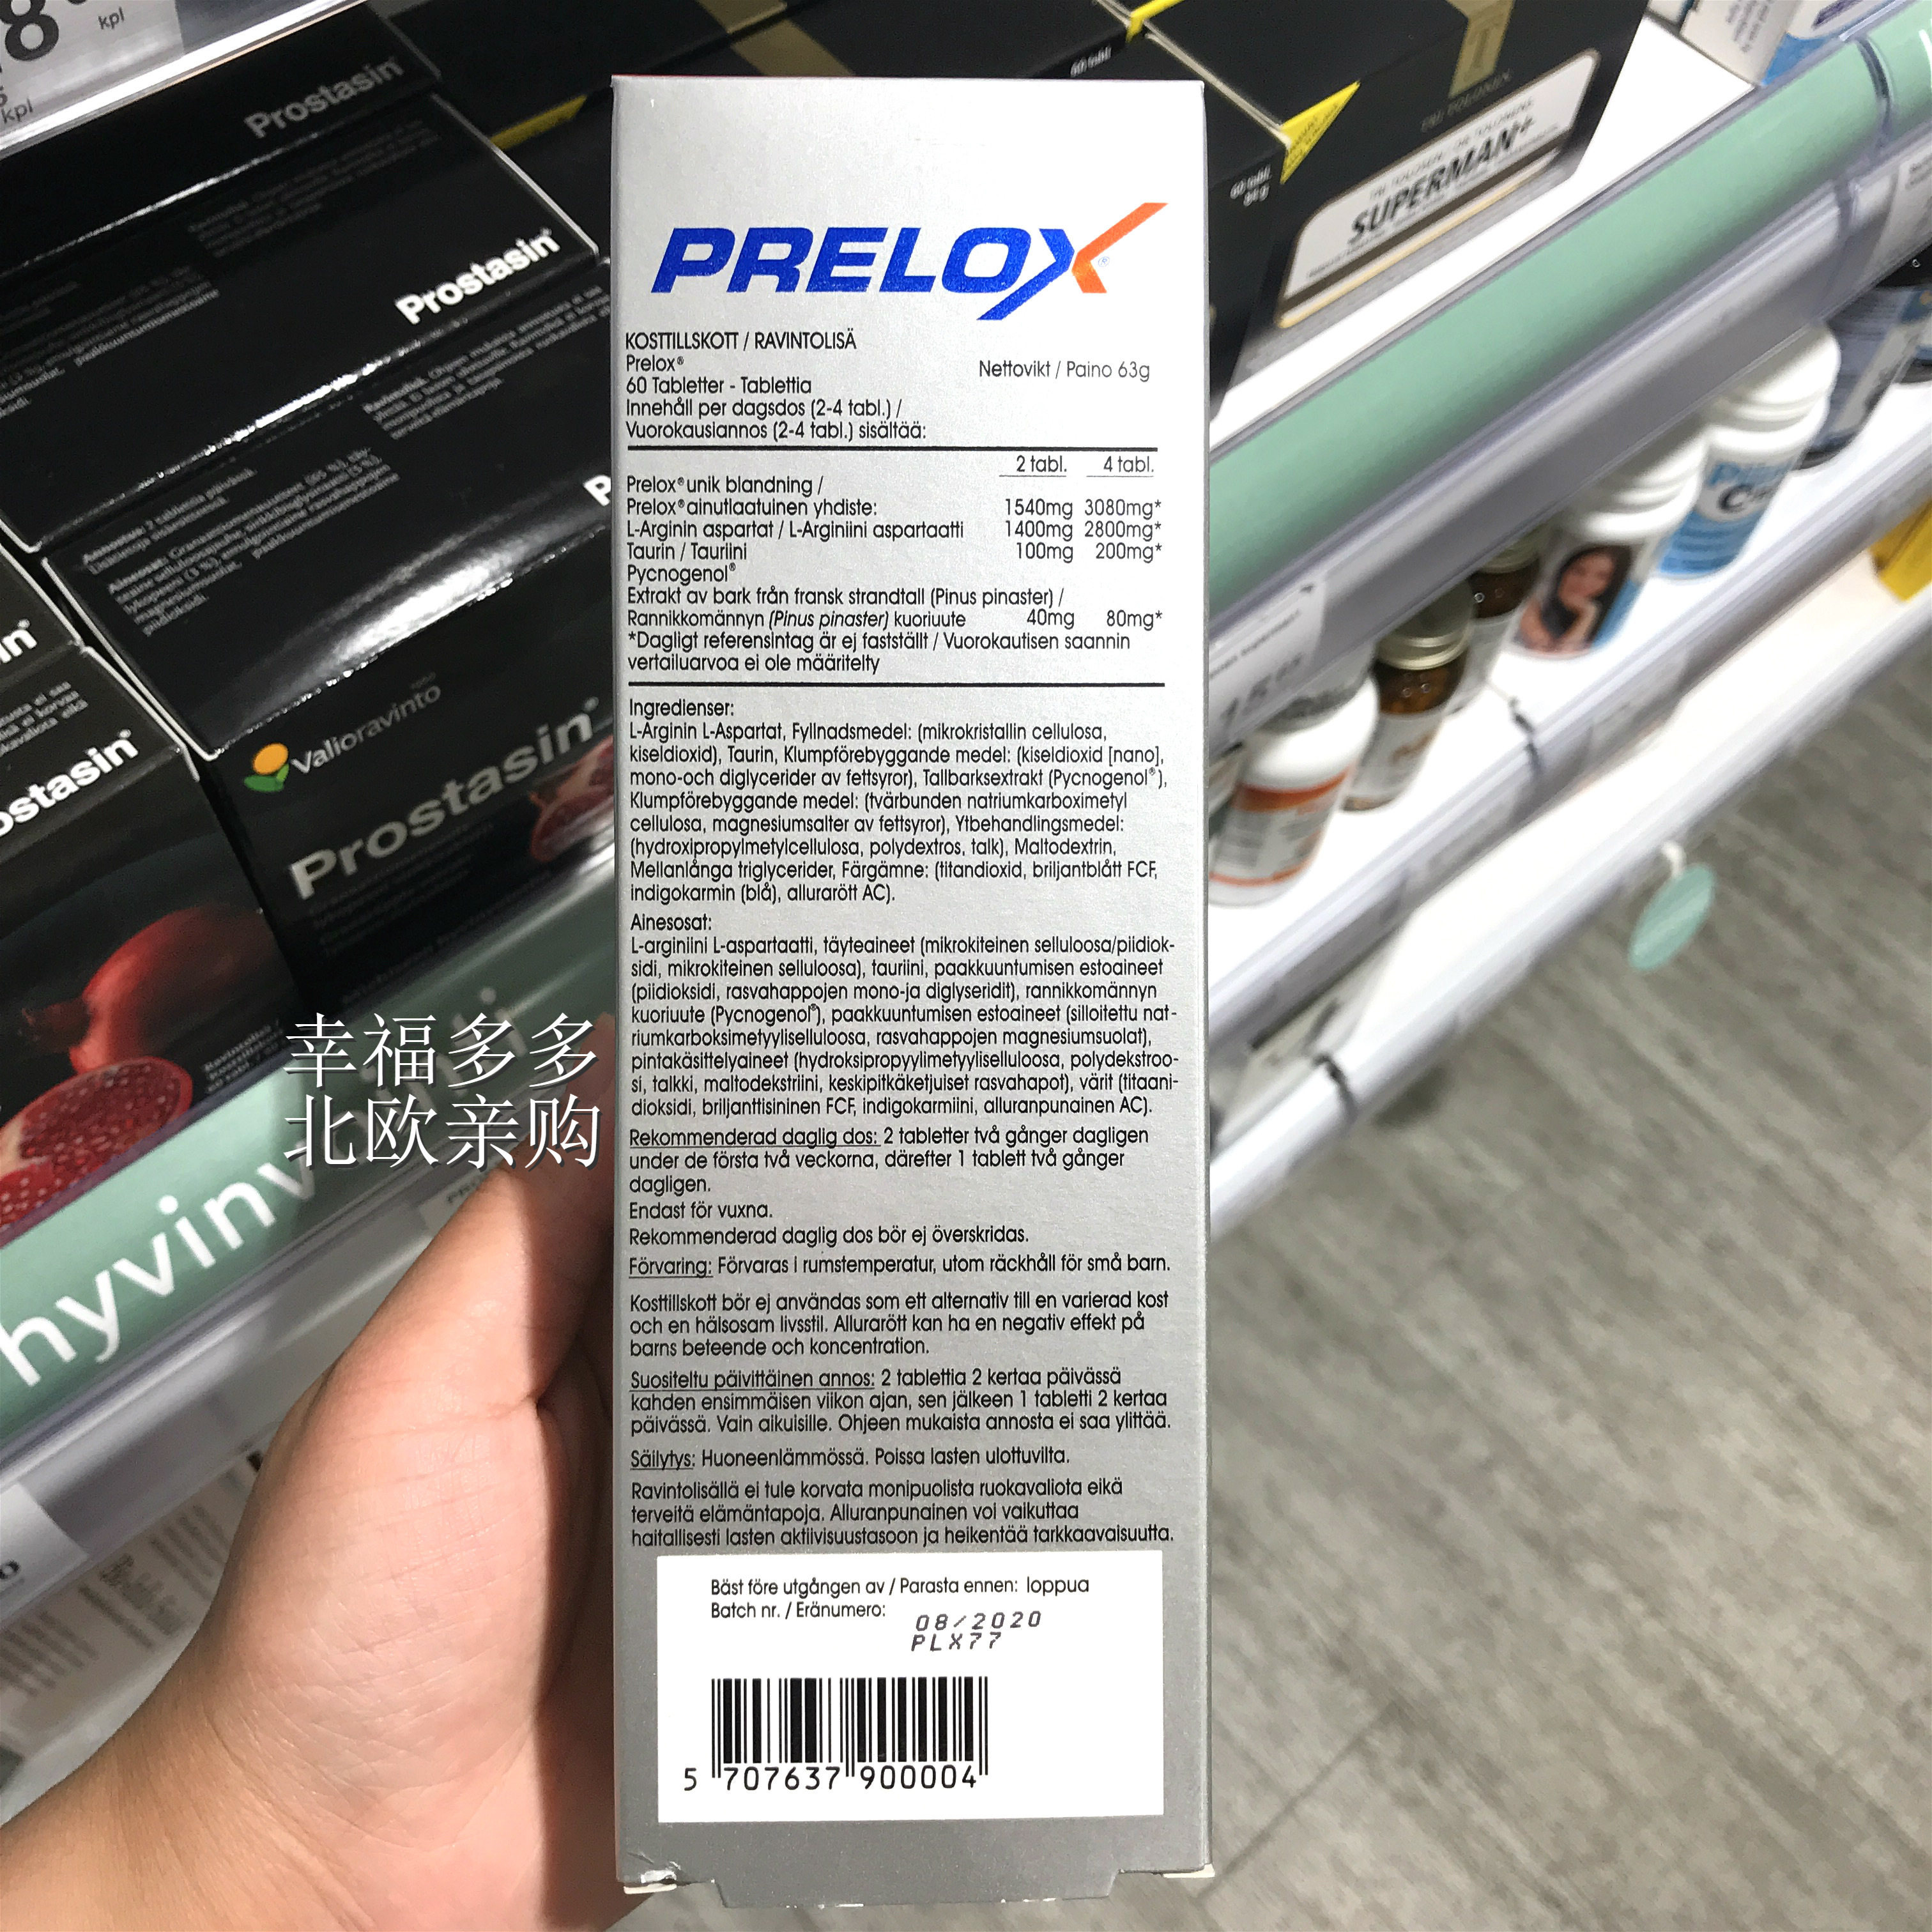 PRELOX®
KOSTTILLSKOTT / RAVINTOLISÄ
Prelox®
Nettovikt / Paino 63g
60 Tabletter - Tablettia
Innehåll per dagsdos (2-4 tabl.) /
Vuorokausiannos (2-4 tabl.) sisältää:
2 tabl. 4 tabl.
Prelox® unik blandning /
Prelox® ainutlaatuinen yhdiste: 1540mg 3080mg*
L-Arginin aspartat / L-Arginiini aspartaatti 1400mg 2800mg*
Taurin / Tauriini 100mg 200mg*
Pycnogenol®
Extrakt av bark från fransk strandtall (Pinus pinaster) /
Rannikkomännyn (Pinus pinaster) kuoriuute 40mg 80mg*
*Dagligt referensintag är ej fastställt / Vuorokautisen saannin
vertailuarvoa ei ole määritelty
Ingredienser:
L-Arginin L-Aspartat, Fyllnadsmedel: (mikrokristallin cellulosa,
kiseldioxid), Taurin, Klumpförebyggande medel: (kiseldioxid [nano],
mono-och diglycerider av fettsyror), Tallbarksextrakt (Pycnogenol®),
Klumpförebyggande medel: (tvärbunden natriumkarboximetyl
cellulosa, magnesiumsalter av fettsyror), Ytbehandlingsmedel:
(hydroxipropylmetylcellulosa, polydextros, talk), Maltodextrin,
Mellanlånga triglycerider, Färgämne: (titandioxid, briljantblått FCF,
indigokarmin (blå), allurarött AC).
Ainesosat:
L-arginiini L-aspartaatti, täyteaineet (mikrokiteinen selluloosa/piidiok-
sidi, mikrokiteinen selluloosa), tauriini, paakkuuntumisen estoaineet
(piidioksidi, rasvahappojen mono-ja diglyseridit), rannikkomännyn
kuoriuute (Pycnogenol®), paakkuuntumisen estoaineet (silloitettu nat-
riumkarboksimetyyliselluloosa, rasvahappojen magnesiumsuolat),
pintakäsittelyaineet (hydroksipropyylimetyyliselluloosa, polydekstroo-
si, talkki, maltodekstriini, keskipitkäketjuiset rasvahapot), värit (titaani-
dioksidi, briljanttisininen FCF, indigokarmiini, alluranpunainen AC).
Rekommenderad daglig dos: 2 tabletter två gånger dagligen
under de första två veckorna, därefter 1 tablett två gånger
dagligen.
Endast för vuxna.
Rekommenderad daglig dos bör ej överskridas.
Förvaring: Förvaras i rumstemperatur, utom räckhåll för små barn.
Kosttillskott bör ej användas som ett alternativ till en varierad kost
och en hälsosam livsstil. Allurarött kan ha en negativ effekt på
barns beteende och koncentration.
Suositeltu päivittäinen annos: 2 tablettia 2 kertaa päivässä
kahden ensimmäisen viikon ajan, sen jälkeen 1 tabletti 2 kertaa
päivässä. Vain aikuisille. Ohjeen mukaista annosta ei saa ylittää.
Säilytys: Huoneenlämmössä. Poissa lasten ulottuvilta.
Ravintolisällä ei tule korvata monipuolista ruokavaliota eikä
terveitä elämäntapoja. Alluranpunainen voi vaikuttaa
haitallisesti lasten aktiivisuustasoon ja heikentää tarkkaavaisuutta.
Bäst före utgången av / Parasta ennen: loppua
Batch nr. / Eränumero:
08/2020
PLX77
5 707637 900004
幸福多多
北欧亲购
Prostasin
Prostasin®
Valioravinto
Prostasin®
SUPERMAN+
60 tabl.
kpl
kpl
hyvinv